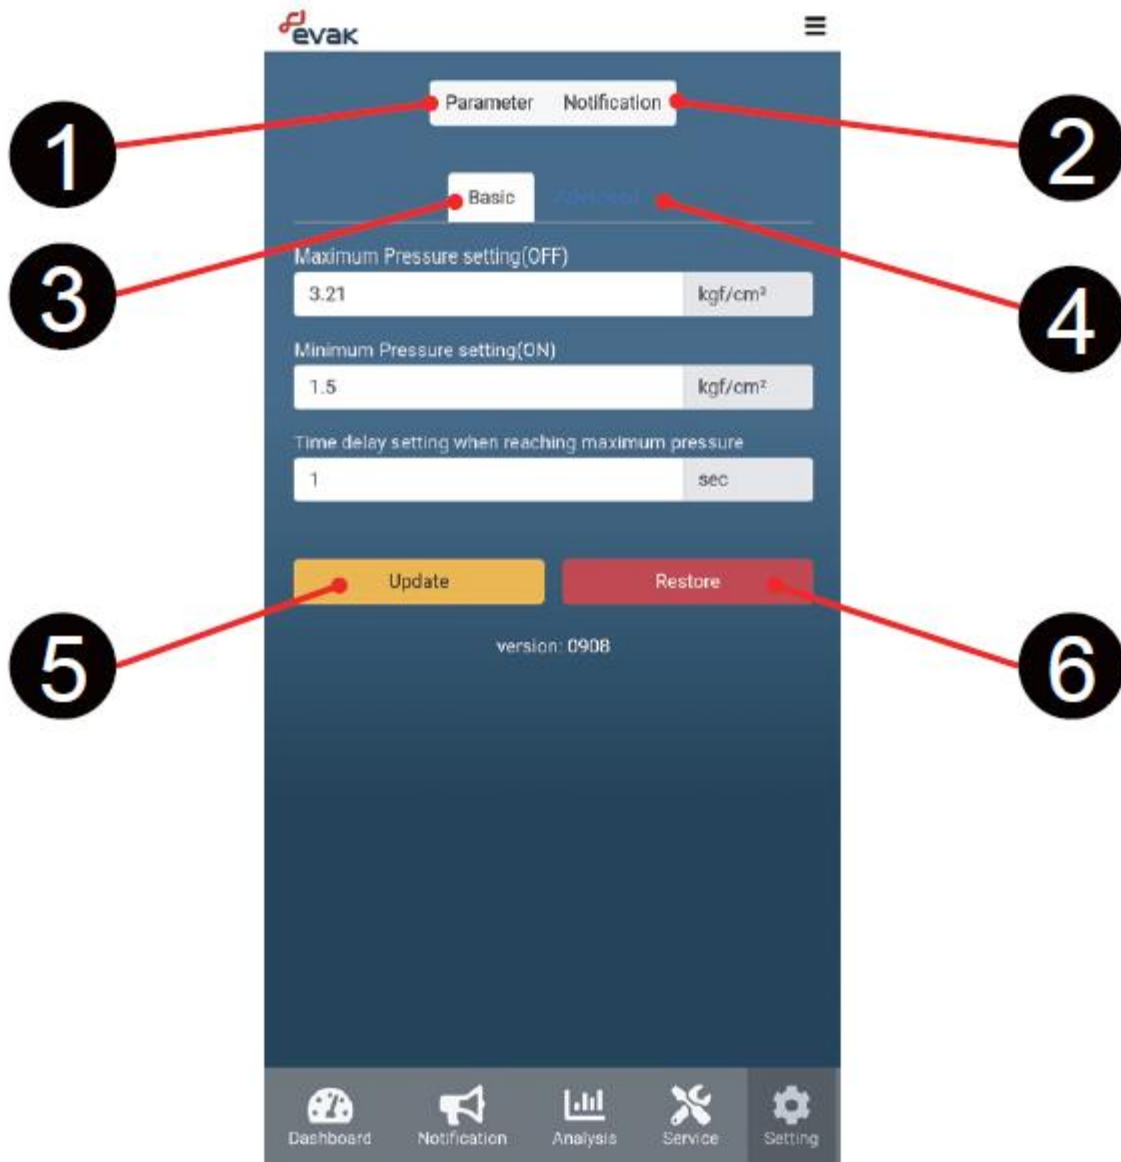 evak
1
Parameter Notification
2
Basic Advanced
3
4
Maximum Pressure setting(OFF)
3.21 kgf/cm²
Minimum Pressure setting(ON)
1.5 kgf/cm²
Time delay setting when reaching maximum pressure
1 sec
Update Restore
5
6
version: 0908
Dashboard Notification Analysis Service Setting